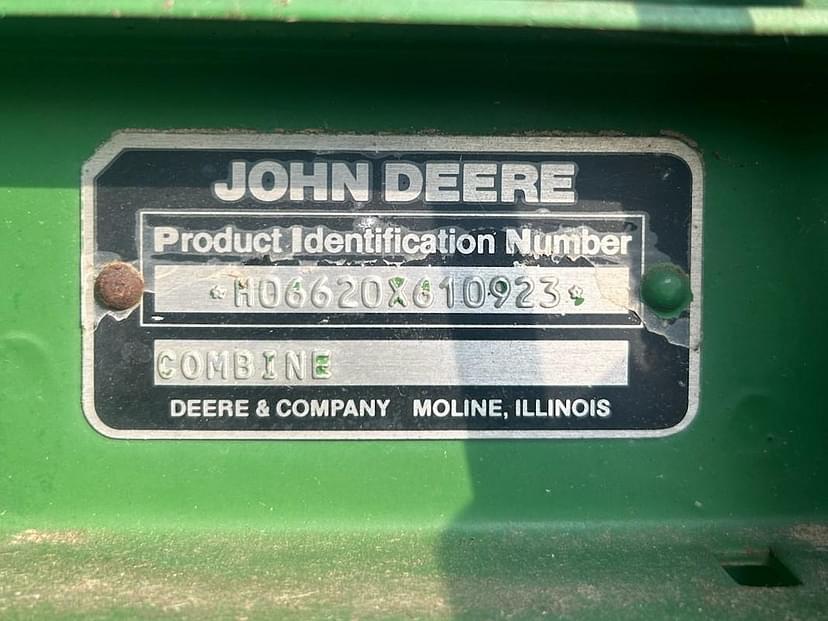 JOHN DEERE
Product Identification Number
*H06620X610923*
COMBINE
DEERE & COMPANY MOLINE, ILLINOIS